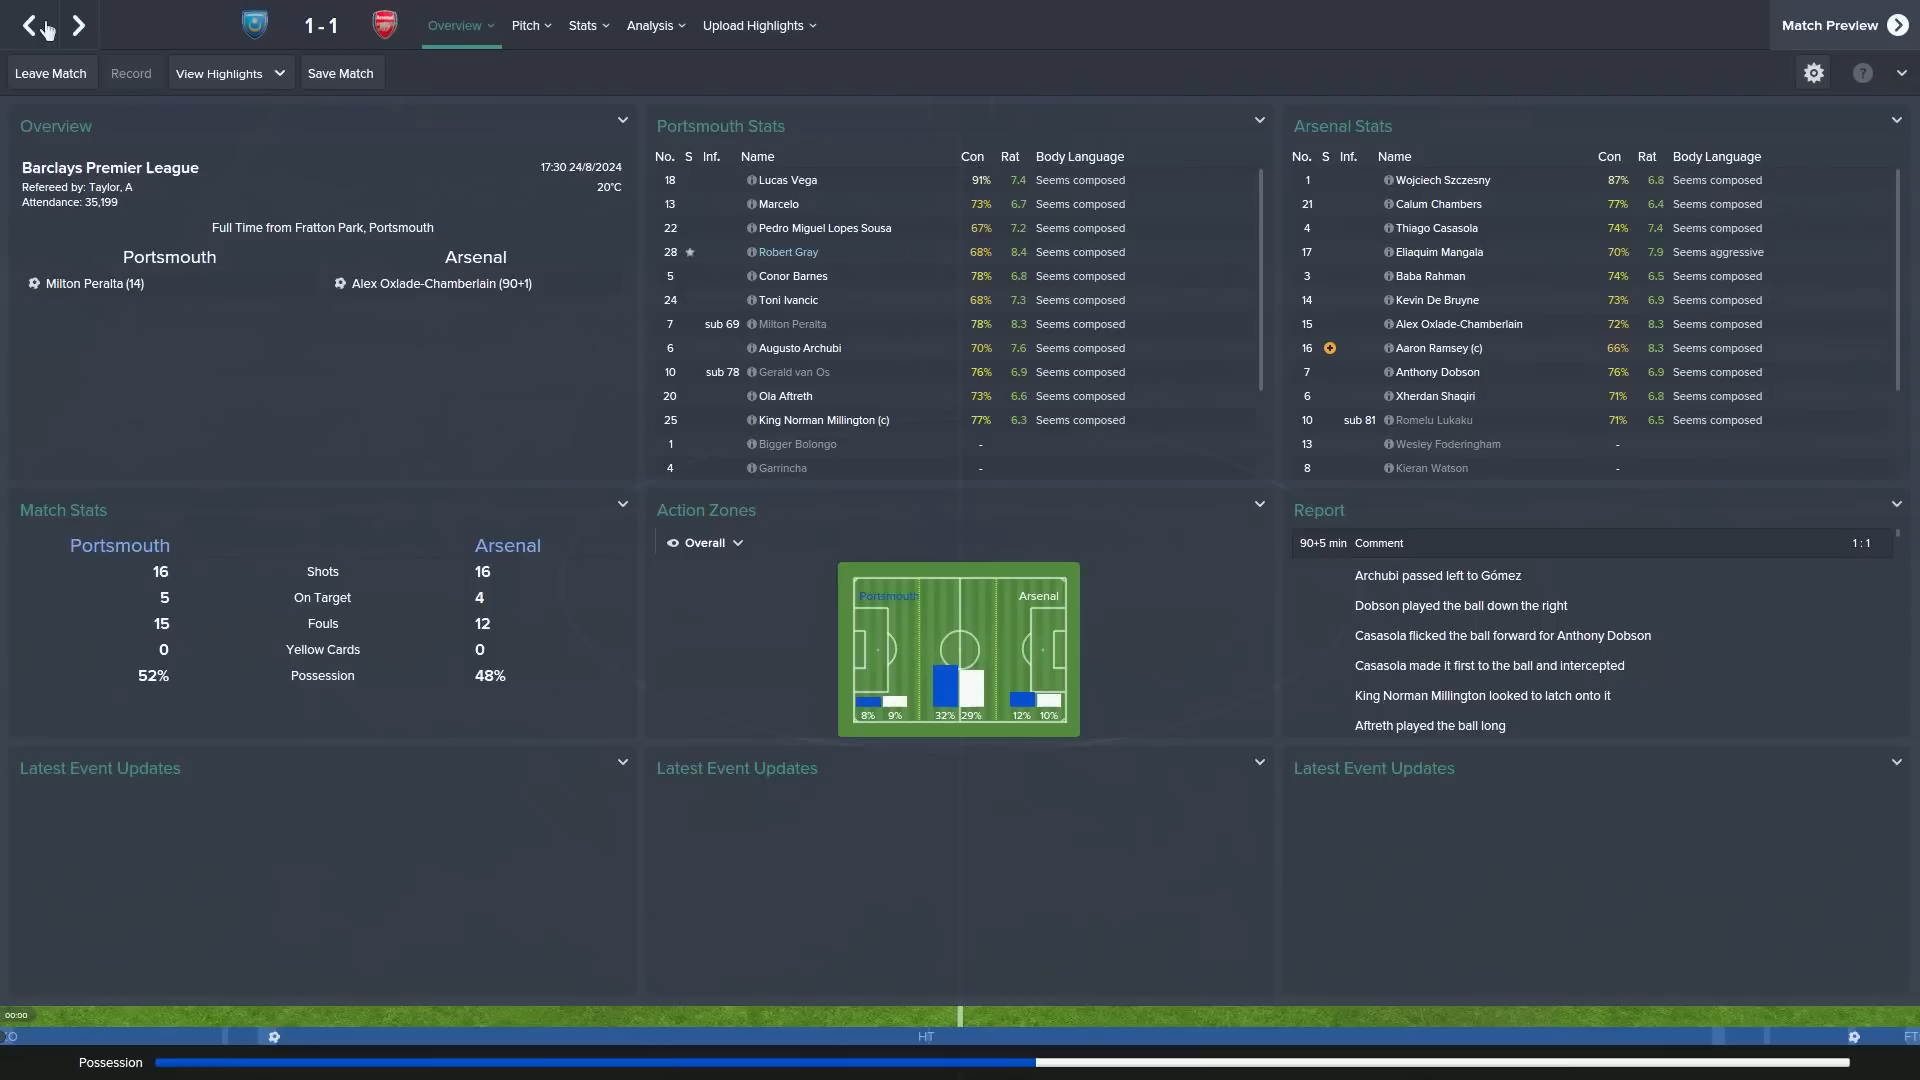 1 - 1
Overview
Pitch
Stats
Analysis
Upload Highlights
Match Preview
Leave Match
Record
View Highlights
Save Match
?
Overview
Barclays Premier League
17:30 24/8/2024
Refereed by: Taylor, A
20°C
Attendance: 35,199
Full Time from Fratton Park, Portsmouth
Portsmouth
Arsenal
Milton Peralta (14)
Alex Oxlade-Chamberlain (90+1)
Portsmouth Stats
No. S Inf. Name Con Rat Body Language
18 Lucas Vega 91% 7.4 Seems composed
13 Marcelo 73% 6.7 Seems composed
22 Pedro Miguel Lopes Sousa 67% 7.2 Seems composed
28 Robert Gray 68% 8.4 Seems composed
5 Conor Barnes 78% 6.8 Seems composed
24 Toni Ivancic 68% 7.3 Seems composed
7 sub 69 Milton Peralta 78% 8.3 Seems composed
6 Augusto Archubi 70% 7.6 Seems composed
10 sub 78 Gerald van Os 76% 6.9 Seems composed
20 Ola Aftreth 73% 6.6 Seems composed
25 King Norman Millington (c) 77% 6.3 Seems composed
1 Bigger Bolongo -
4 Garrincha -
Arsenal Stats
No. S Inf. Name Con Rat Body Language
1 Wojciech Szczesny 87% 6.8 Seems composed
21 Calum Chambers 77% 6.4 Seems composed
4 Thiago Casasola 74% 7.4 Seems composed
17 Eliaquim Mangala 70% 7.9 Seems aggressive
3 Baba Rahman 74% 6.5 Seems composed
14 Kevin De Bruyne 73% 6.9 Seems composed
15 Alex Oxlade-Chamberlain 72% 8.3 Seems composed
16 Aaron Ramsey (c) 66% 8.3 Seems composed
7 Anthony Dobson 76% 6.9 Seems composed
6 Xherdan Shaqiri 71% 6.8 Seems composed
10 sub 81 Romelu Lukaku 71% 6.5 Seems composed
13 Wesley Foderingham -
8 Kieran Watson -
Match Stats
Portsmouth Arsenal
16 Shots 16
5 On Target 4
15 Fouls 12
0 Yellow Cards 0
52% Possession 48%
Action Zones
Overall
Portsmouth Arsenal
8% 9% 32% 29% 12% 10%
Report
90+5 min Comment 1 : 1
Archubi passed left to Gómez
Dobson played the ball down the right
Casasola flicked the ball forward for Anthony Dobson
Casasola made it first to the ball and intercepted
King Norman Millington looked to latch onto it
Aftreth played the ball long
Latest Event Updates
Latest Event Updates
Latest Event Updates
00:00
HT
FT
Possession